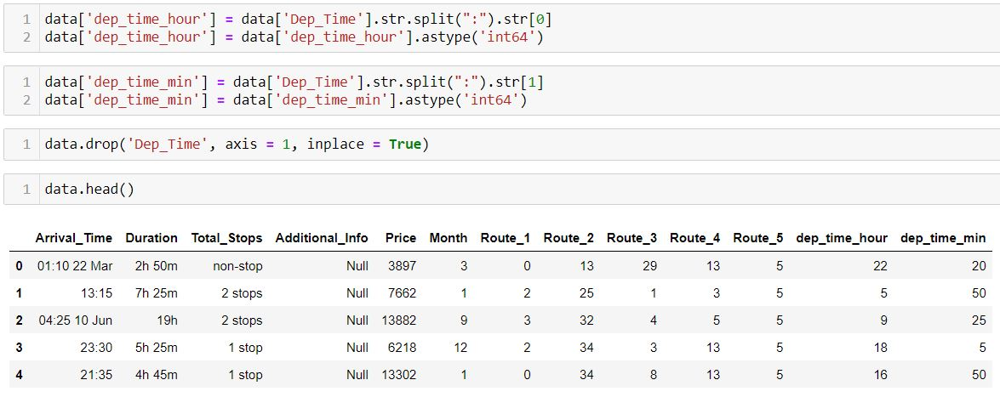 1 data['dep_time_hour'] = data['Dep_Time'].str.split(":").str[0]
2 data['dep_time_hour'] = data['dep_time_hour'].astype('int64')
1 data['dep_time_min'] = data['Dep_Time'].str.split(":").str[1]
2 data['dep_time_min'] = data['dep_time_min'].astype('int64')
1 data.drop('Dep_Time', axis = 1, inplace = True)
1 data.head()
Arrival_Time Duration Total_Stops Additional_Info Price Month Route_1 Route_2 Route_3 Route_4 Route_5 dep_time_hour dep_time_min
0 01:10 22 Mar 2h 50m non-stop Null 3897 3 0 13 29 13 5 22 20
1 13:15 7h 25m 2 stops Null 7662 1 2 25 1 3 5 5 50
2 04:25 10 Jun 19h 2 stops Null 13882 9 3 32 4 5 5 9 25
3 23:30 5h 25m 1 stop Null 6218 12 2 34 3 13 5 18 5
4 21:35 4h 45m 1 stop Null 13302 1 0 34 8 13 5 16 50